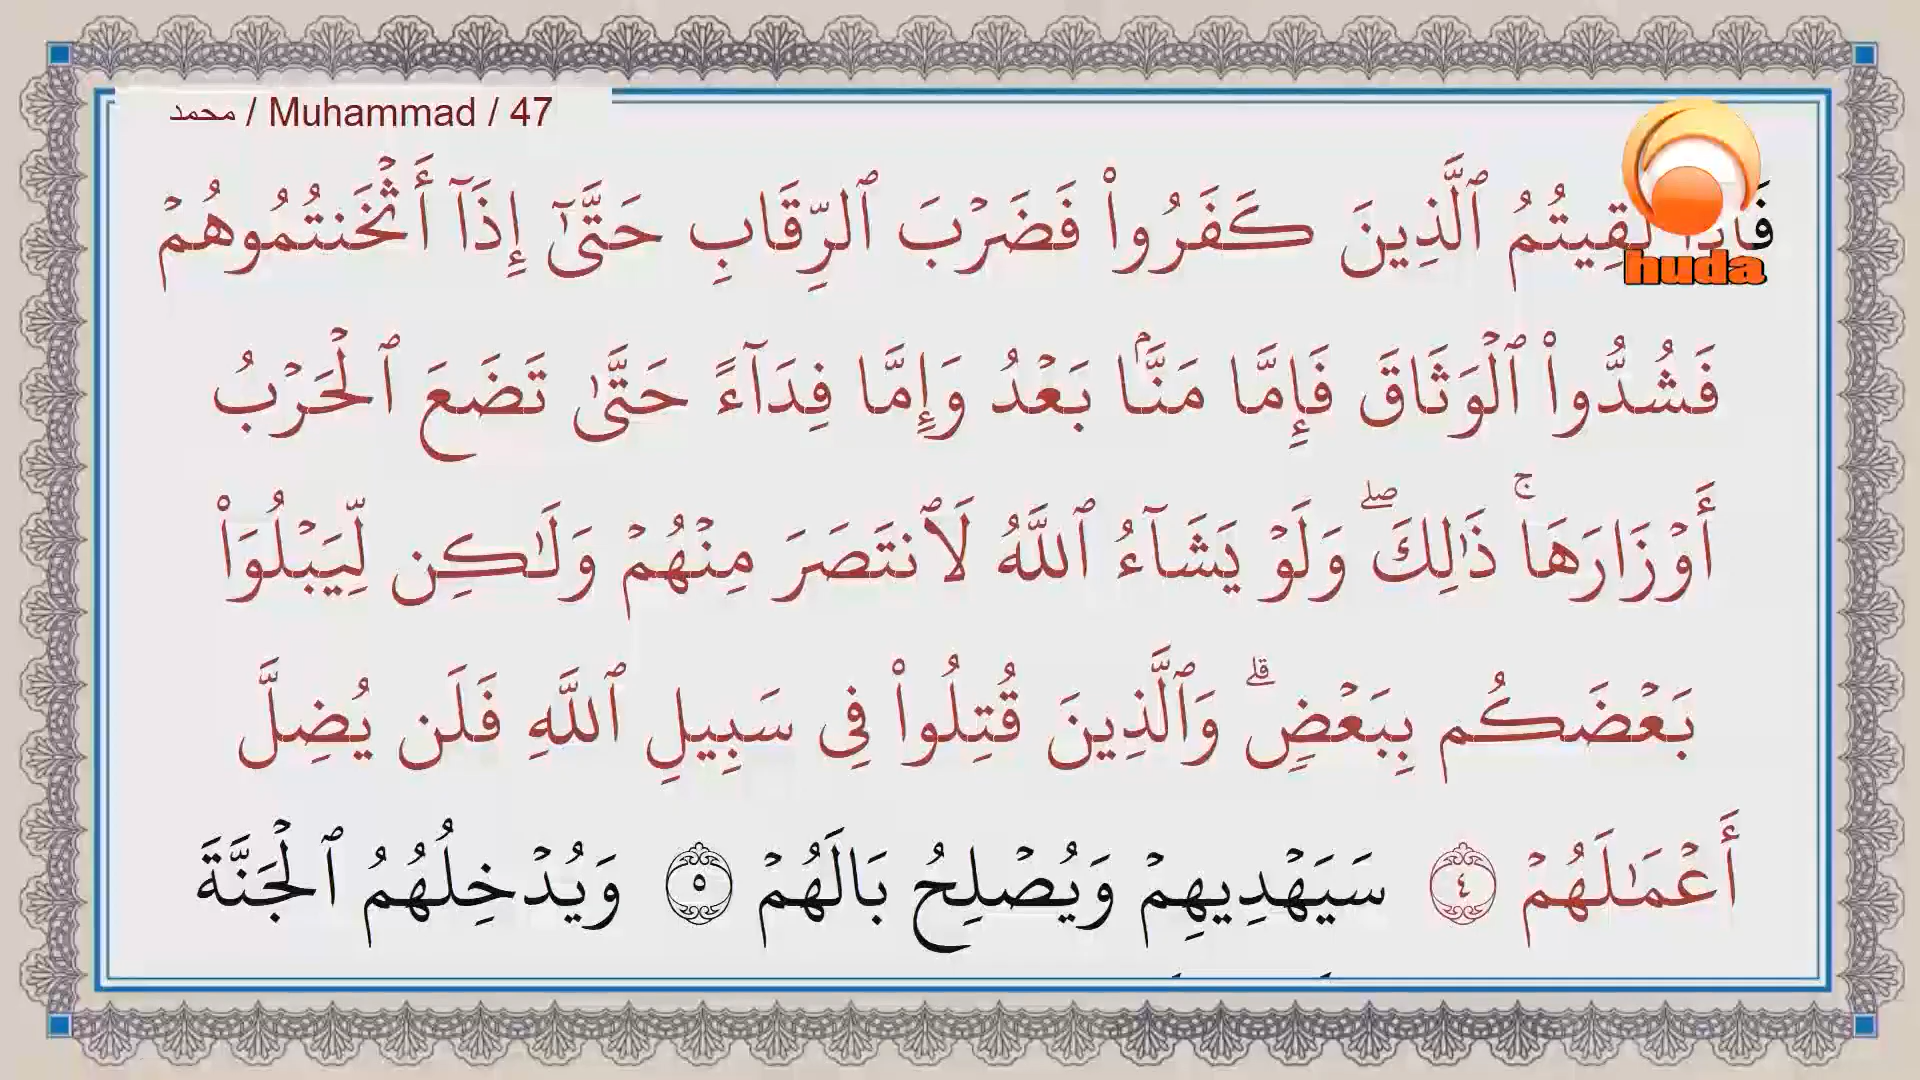 محمد / Muhammad / 47
huda
فَإِذَا لَقِيتُمُ ٱلَّذِينَ كَفَرُوا۟ فَضَرْبَ ٱلرِّقَابِ حَتَّىٰٓ إِذَآ أَثْخَنتُمُوهُمْ
فَشُدُّوا۟ ٱلْوَثَاقَ فَإِمَّا مَنًّۢا بَعْدُ وَإِمَّا فِدَآءً حَتَّىٰ تَضَعَ ٱلْحَرْبُ
أَوْزَارَهَا ۚ ذَٰلِكَ ۖ وَلَوْ يَشَآءُ ٱللَّهُ لَٱنتَصَرَ مِنْهُمْ وَلَـٰكِن لِّيَبْلُوَا۟
بَعْضَكُم بِبَعْضٍ ۗ وَٱلَّذِينَ قُتِلُوا۟ فِى سَبِيلِ ٱللَّهِ فَلَن يُضِلَّ
أَعْمَـٰلَهُمْ ٤ سَيَهْدِيهِمْ وَيُصْلِحُ بَالَهُمْ ٥ وَيُدْخِلُهُمُ ٱلْجَنَّةَ